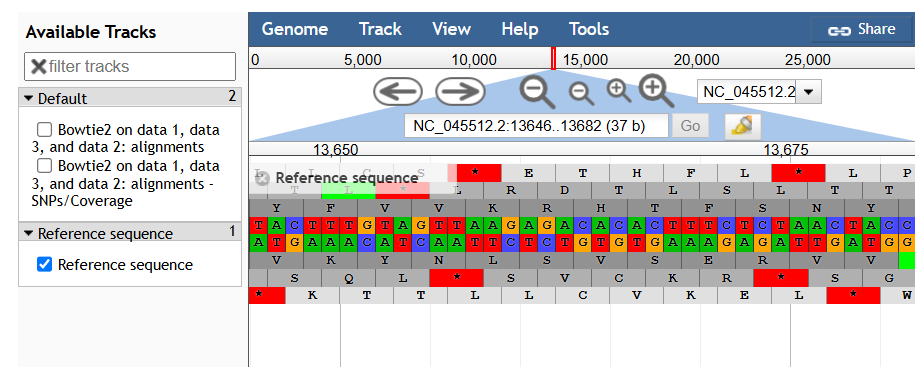 Available Tracks
filter tracks
Default 2
Bowtie2 on data 1, data
3, and data 2: alignments
Bowtie2 on data 1, data
3, and data 2: alignments -
SNPs/Coverage
Reference sequence 1
Reference sequence
Genome Track View Help Tools Share
0 5,000 10,000 15,000 20,000 25,000
NC_045512.2
NC_045512.2:13646..13682 (37 b) Go
13,650 13,675
L C S * E T H F L * L P
Reference sequence
T L * L R D T L S L T T
Y F V V K R H T F S N Y
T A C T T T G T A G T T A A G A G A C A C A C T T T C T C T A A C T A C C
A T G A A A C A T C A A T T C T C T G T G T G A A A G A G A T T G A T G G
V K Y N L S V S E R V V
S Q L * S V C K R * S G
* K T T L L C V K E L * W